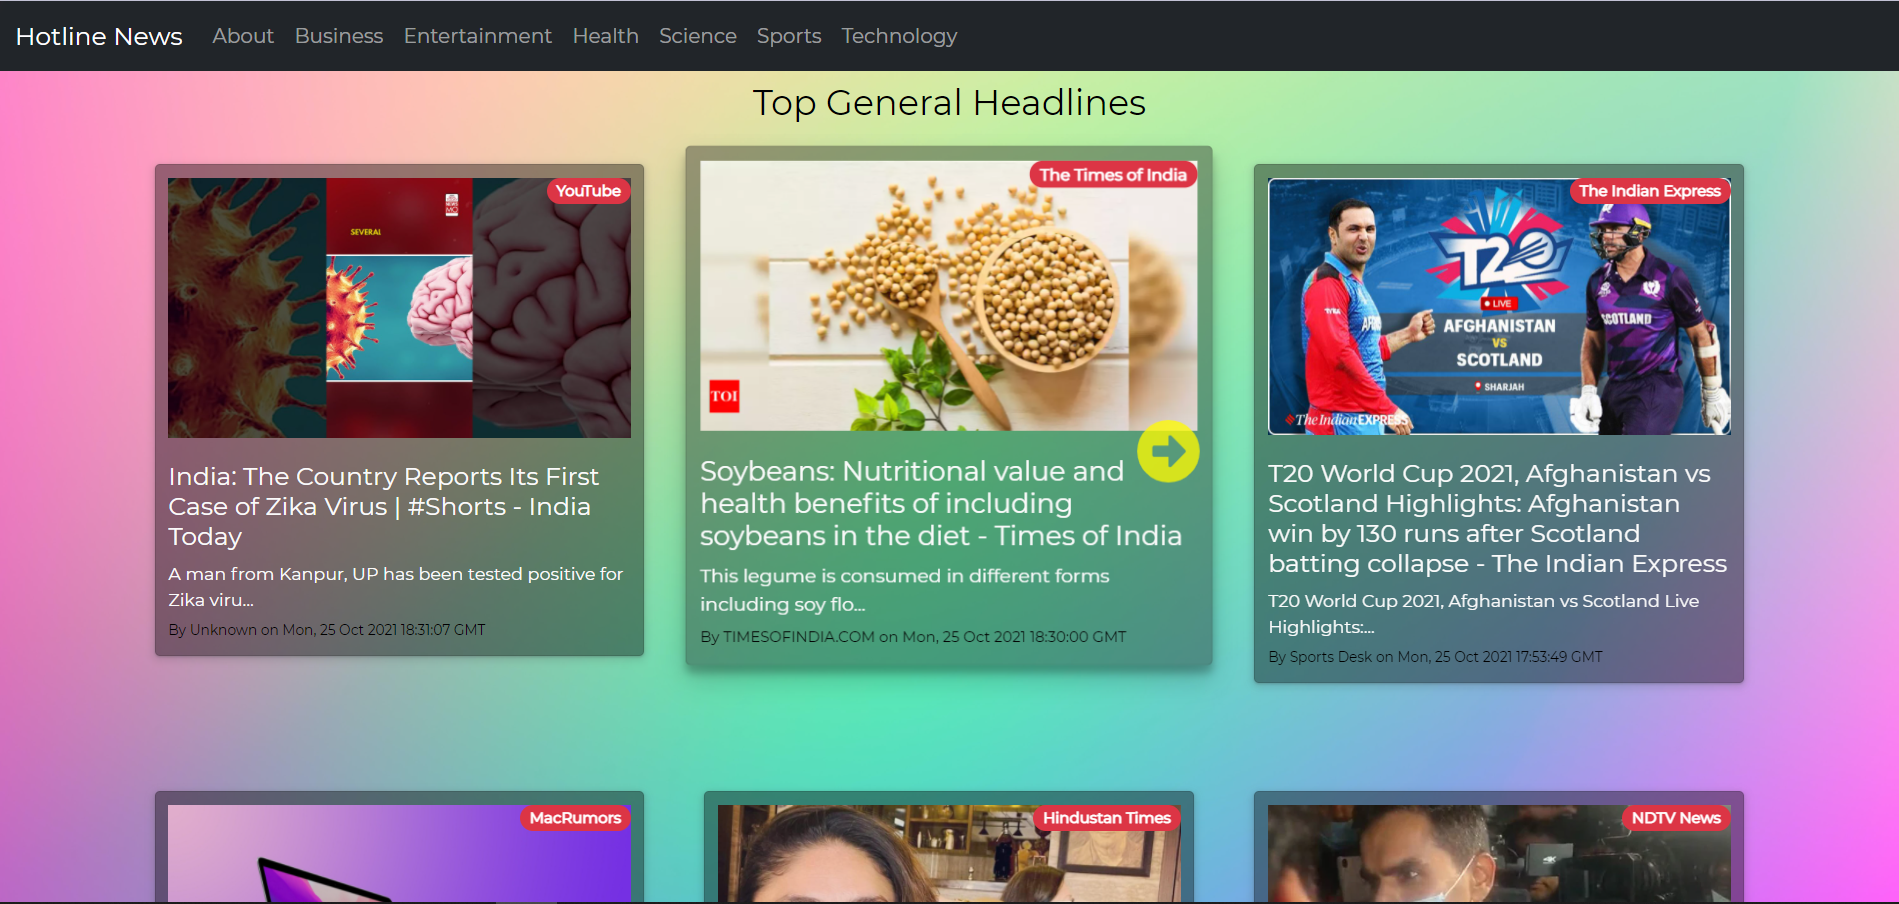 Hotline News About Business Entertainment Health Science Sports Technology
Top General Headlines
YouTube
SEVERAL
India: The Country Reports Its First
Case of Zika Virus | #Shorts - India
Today
A man from Kanpur, UP has been tested positive for
Zika viru...
By Unknown on Mon, 25 Oct 2021 18:31:07 GMT
The Times of India
TOI
Soybeans: Nutritional value and
health benefits of including
soybeans in the diet - Times of India
This legume is consumed in different forms
including soy flo...
By TIMESOFINDIA.COM on Mon, 25 Oct 2021 18:30:00 GMT
The Indian Express
T20
LIVE
AFGHANISTAN
VS
SCOTLAND
SHARJAH
SCOTLAND
The Indian EXPRESS
T20 World Cup 2021, Afghanistan vs
Scotland Highlights: Afghanistan
win by 130 runs after Scotland
batting collapse - The Indian Express
T20 World Cup 2021, Afghanistan vs Scotland Live
Highlights:...
By Sports Desk on Mon, 25 Oct 2021 17:53:49 GMT
MacRumors
Hindustan Times
NDTV News